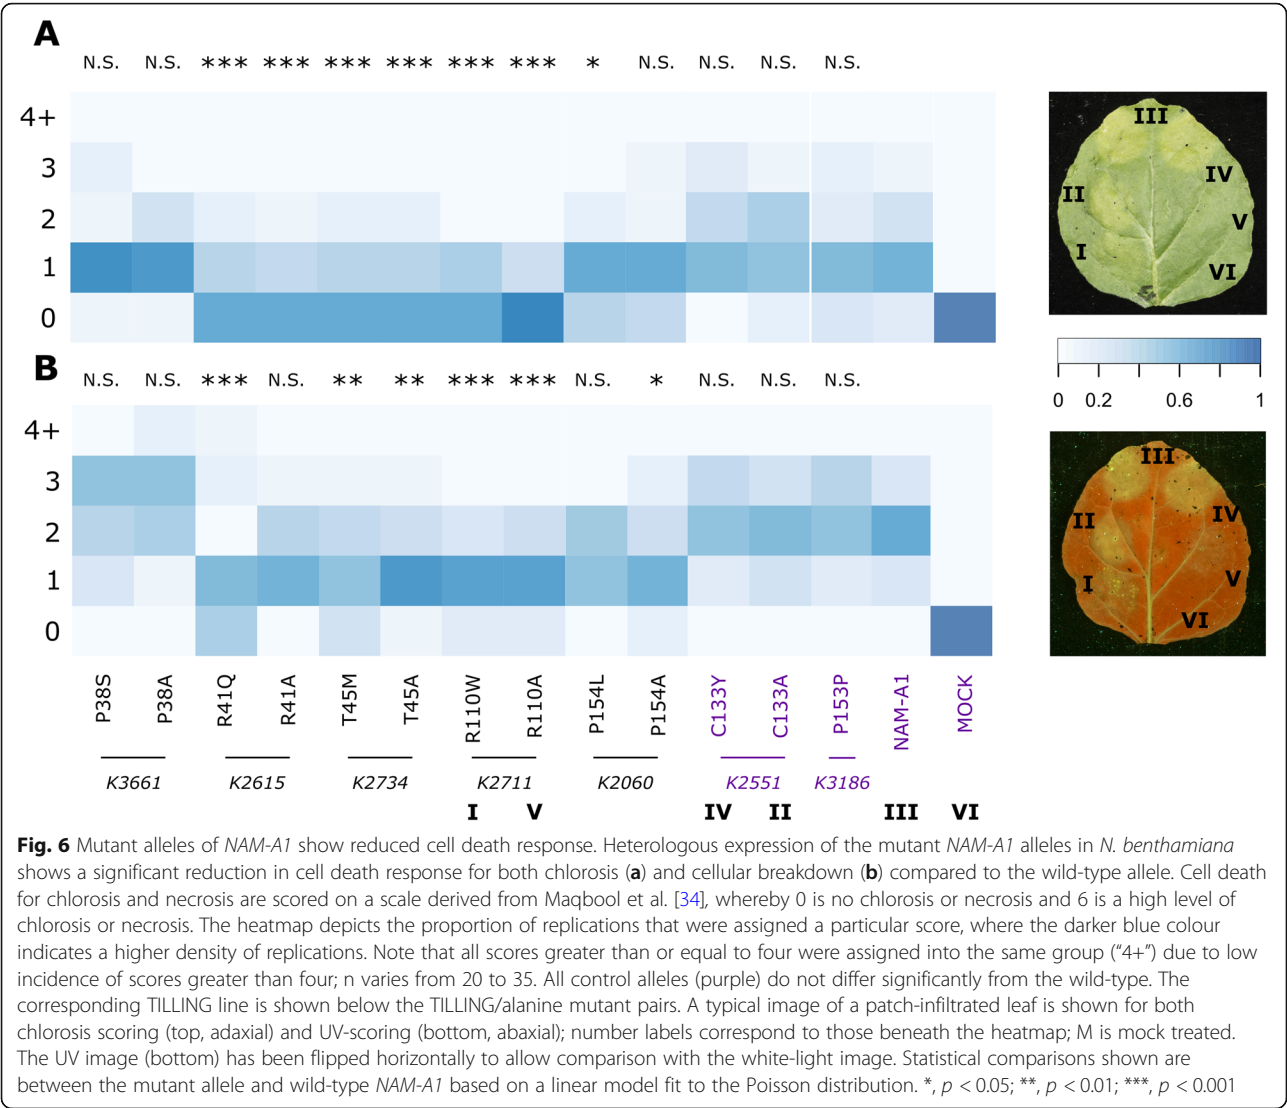 A
N.S. N.S. *** *** *** *** *** *** * N.S. N.S. N.S. N.S.
4+
3
2
1
0
III
IV
II
V
I
VI
B
N.S. N.S. *** N.S. ** ** *** *** N.S. * N.S. N.S. N.S.
4+
3
2
1
0
0 0.2 0.6 1
III
II
IV
I
V
VI
P38S P38A R41Q R41A T45M T45A R110W R110A P154L P154A C133Y C133A P153P NAM-A1 MOCK
K3661 K2615 K2734 K2711 K2060 K2551 K3186
I V IV II III VI
Fig. 6 Mutant alleles of NAM-A1 show reduced cell death response. Heterologous expression of the mutant NAM-A1 alleles in N. benthamiana
shows a significant reduction in cell death response for both chlorosis (a) and cellular breakdown (b) compared to the wild-type allele. Cell death
for chlorosis and necrosis are scored on a scale derived from Maqbool et al. [34], whereby 0 is no chlorosis or necrosis and 6 is a high level of
chlorosis or necrosis. The heatmap depicts the proportion of replications that were assigned a particular score, where the darker blue colour
indicates a higher density of replications. Note that all scores greater than or equal to four were assigned into the same group (“4+”) due to low
incidence of scores greater than four; n varies from 20 to 35. All control alleles (purple) do not differ significantly from the wild-type. The
corresponding TILLING line is shown below the TILLING/alanine mutant pairs. A typical image of a patch-infiltrated leaf is shown for both
chlorosis scoring (top, adaxial) and UV-scoring (bottom, abaxial); number labels correspond to those beneath the heatmap; M is mock treated.
The UV image (bottom) has been flipped horizontally to allow comparison with the white-light image. Statistical comparisons shown are
between the mutant allele and wild-type NAM-A1 based on a linear model fit to the Poisson distribution. *, p < 0.05; **, p < 0.01; ***, p < 0.001